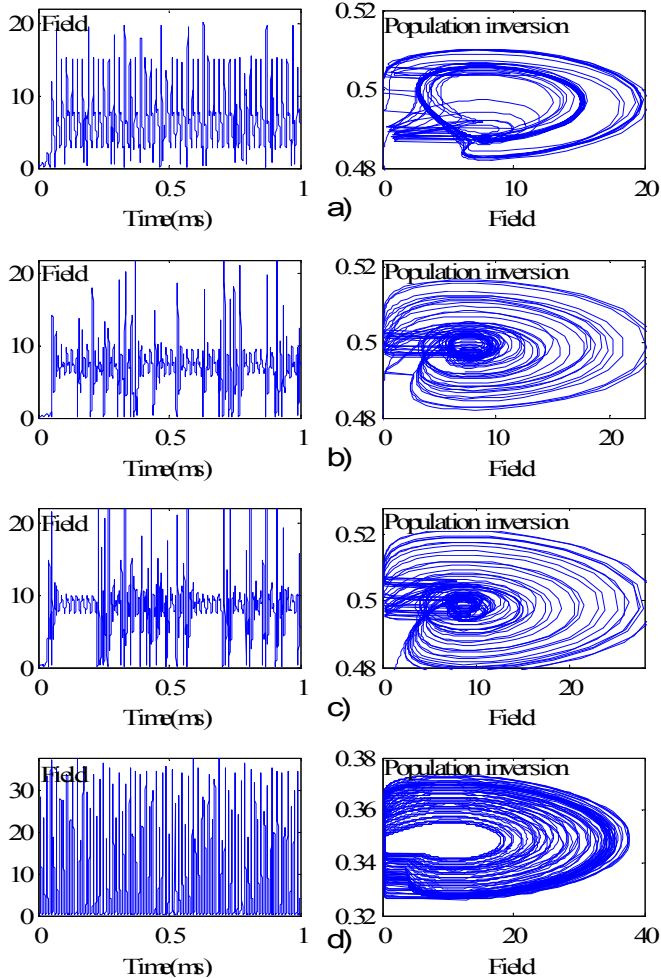 Field
20
10
0
0 0.5 1
Time(ms)
Population inversion
0.52
0.5
0.48
0 10 20
Field
a)
Field
20
10
0
0 0.5 1
Time(ms)
Population inversion
0.52
0.5
0.48
0 10 20
Field
b)
Field
20
10
0
0 0.5 1
Time(ms)
Population inversion
0.52
0.5
0.48
0 10 20
Field
c)
Field
30
20
10
0
0 0.5 1
Time(ms)
Population inversion
0.38
0.36
0.34
0.32
0 20 40
Field
d)